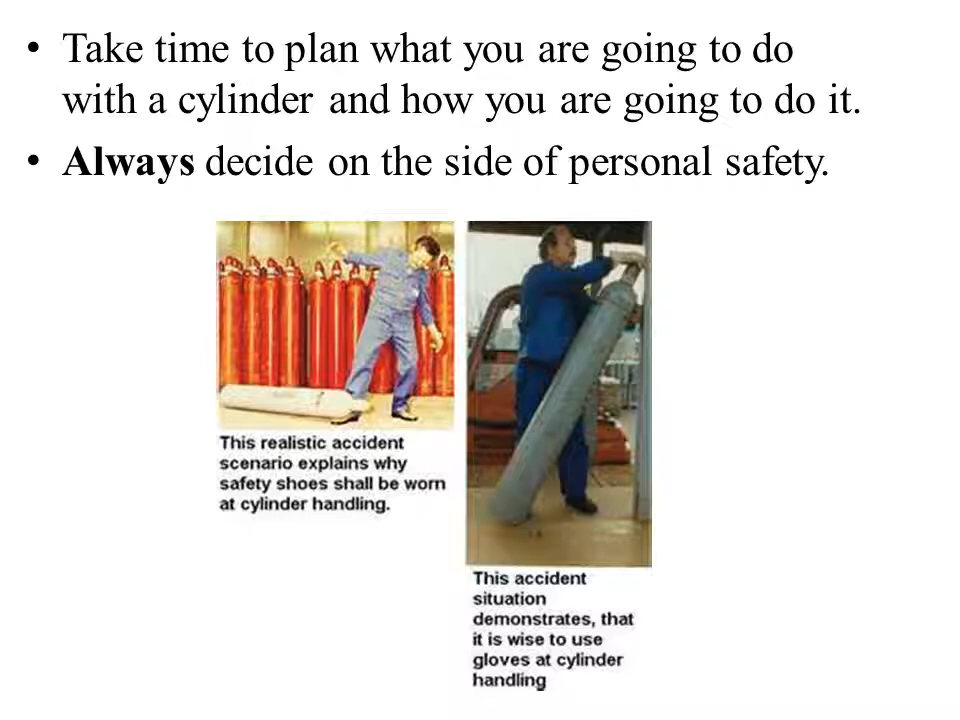 • Take time to plan what you are going to do
with a cylinder and how you are going to do it.
• Always decide on the side of personal safety.
This realistic accident
scenario explains why
safety shoes shall be worn
at cylinder handling.
This accident
situation
demonstrates, that
it is wise to use
gloves at cylinder
handling